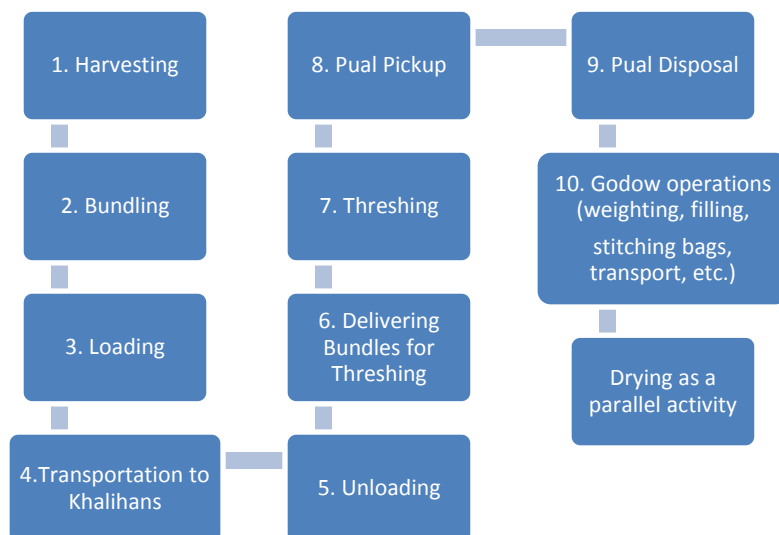 1. Harvesting
2. Bundling
3. Loading
4.Transportation to
Khalihans
5. Unloading
6. Delivering
Bundles for
Threshing
7. Threshing
8. Pual Pickup
9. Pual Disposal
10. Godow operations
(weighting, filling,
stitching bags,
transport, etc.)
Drying as a
parallel activity